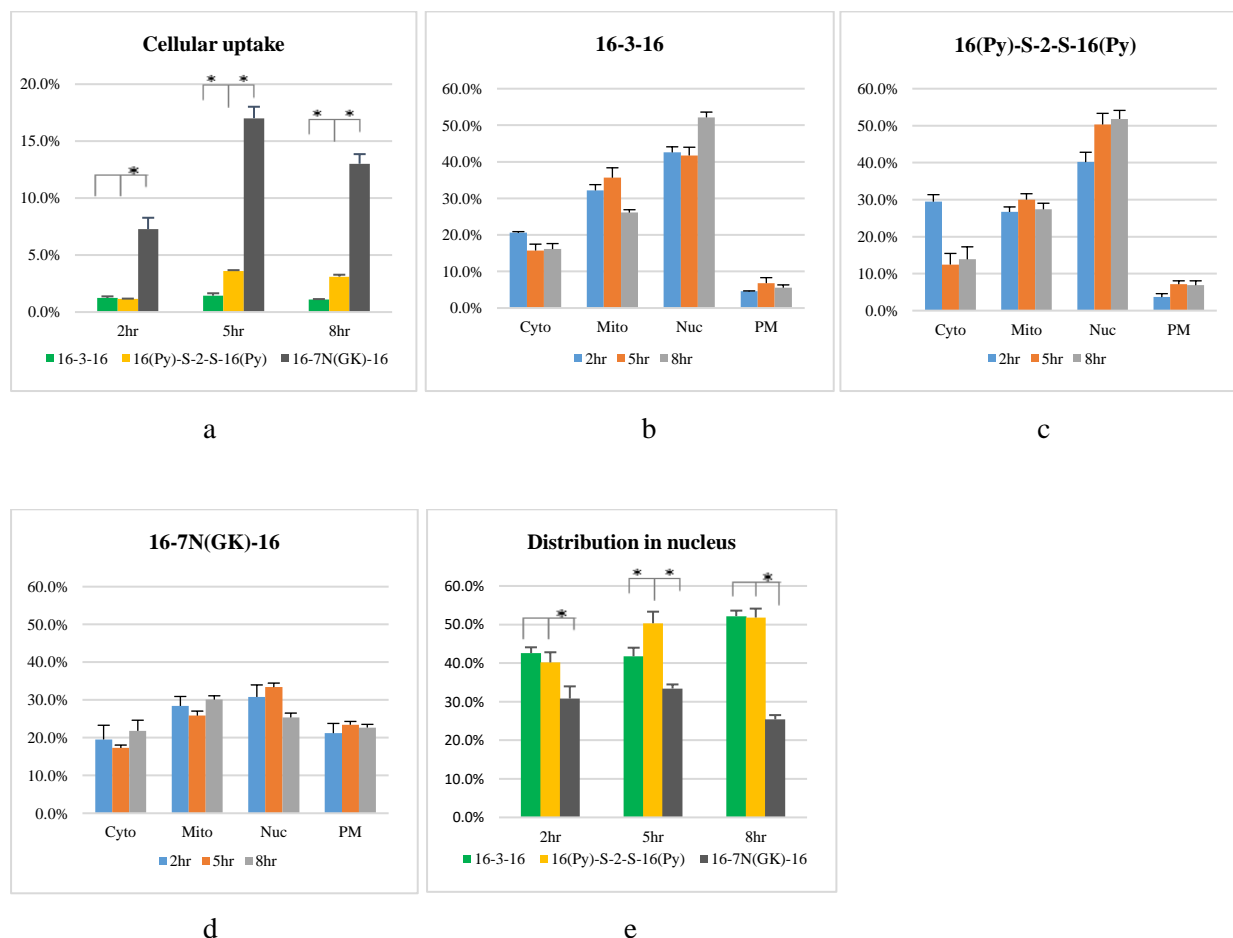 Cellular uptake
* * * * *
20.0%
15.0%
10.0%
5.0%
0.0%
2hr 5hr 8hr
16-3-16 16(Py)-S-2-S-16(Py) 16-7N(GK)-16
a
16-3-16
60.0%
50.0%
40.0%
30.0%
20.0%
10.0%
0.0%
Cyto Mito Nuc PM
2hr 5hr 8hr
b
16(Py)-S-2-S-16(Py)
60.0%
50.0%
40.0%
30.0%
20.0%
10.0%
0.0%
Cyto Mito Nuc PM
2hr 5hr 8hr
c
16-7N(GK)-16
60.0%
50.0%
40.0%
30.0%
20.0%
10.0%
0.0%
Cyto Mito Nuc PM
2hr 5hr 8hr
d
Distribution in nucleus
* * * *
60.0%
50.0%
40.0%
30.0%
20.0%
10.0%
0.0%
2hr 5hr 8hr
16-3-16 16(Py)-S-2-S-16(Py) 16-7N(GK)-16
e